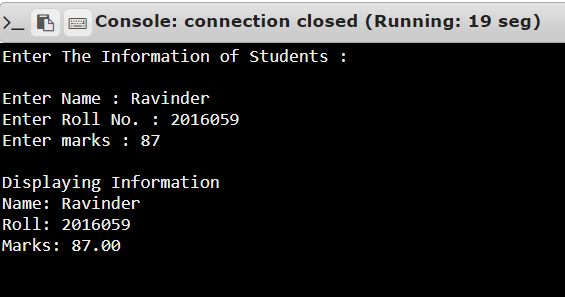 Console: connection closed (Running: 19 seg)
Enter The Information of Students :
Enter Name : Ravinder
Enter Roll No. : 2016059
Enter marks : 87
Displaying Information
Name: Ravinder
Roll: 2016059
Marks: 87.00